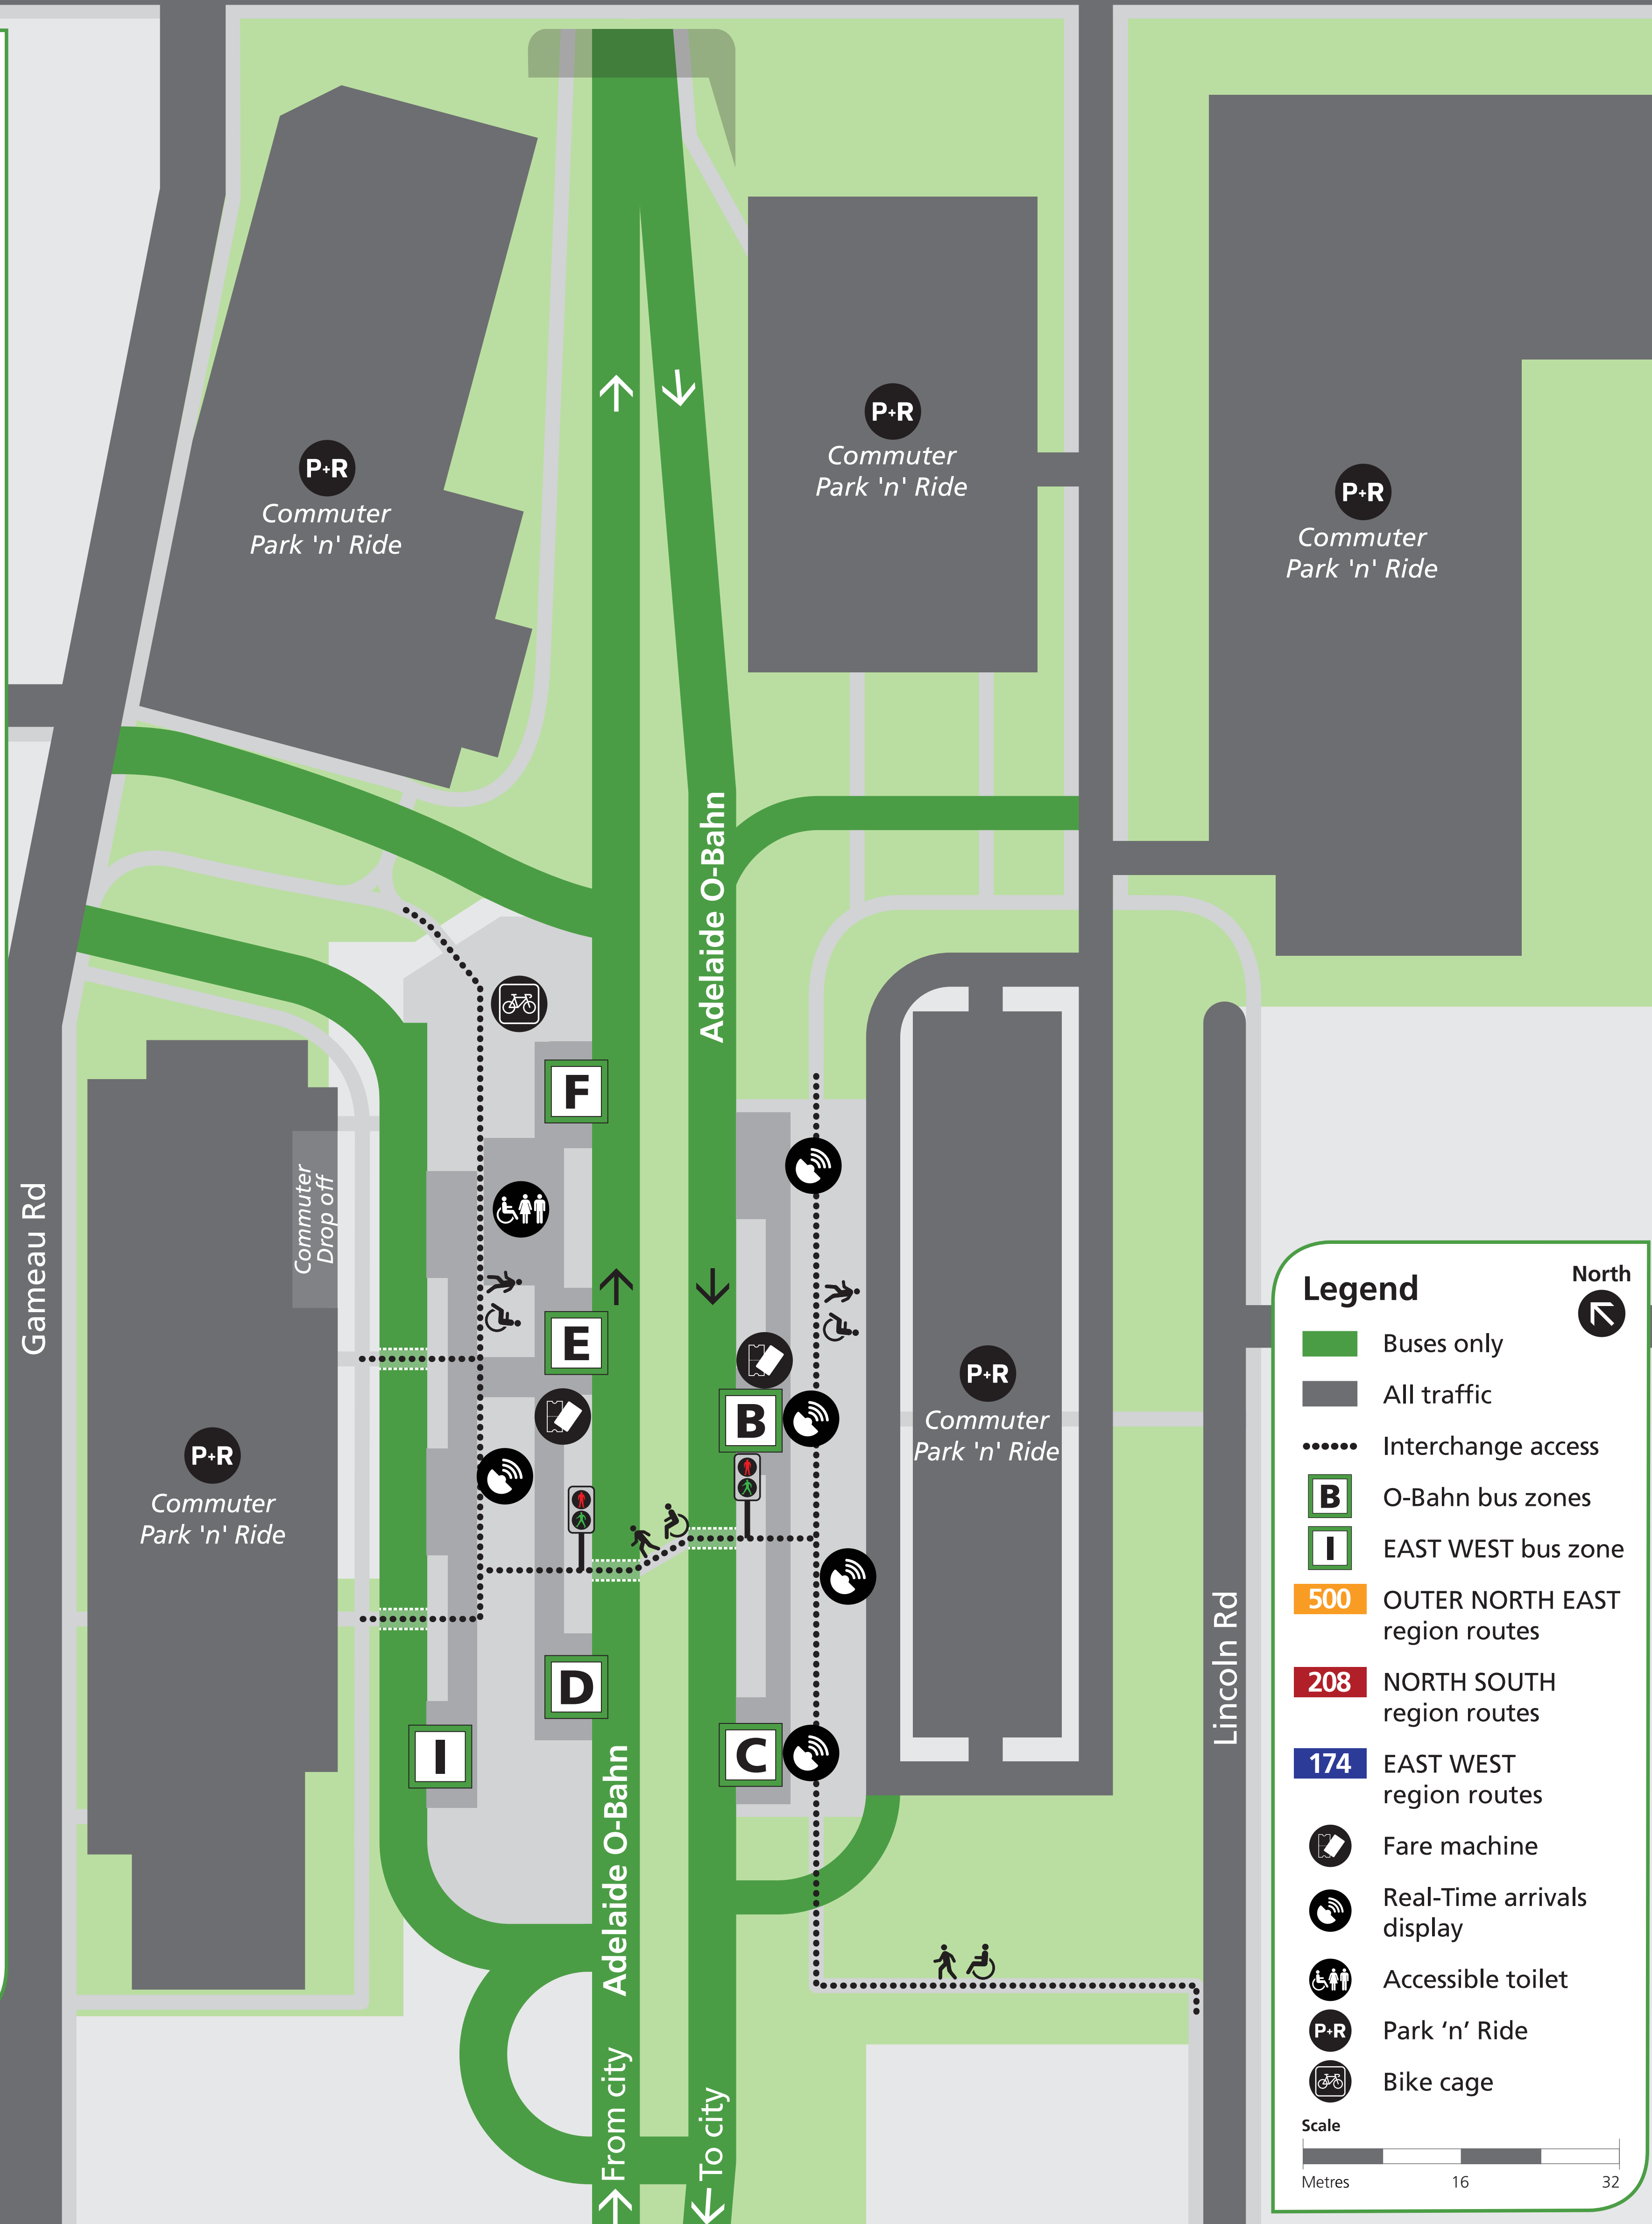 P+R
Commuter
Park 'n' Ride
P+R
Commuter
Park 'n' Ride
P+R
Commuter
Park 'n' Ride
Adelaide O-Bahn
F
Commuter
Drop off
Gameau Rd
E
B
P+R
Commuter
Park 'n' Ride
P+R
Commuter
Park 'n' Ride
D
I
C
Lincoln Rd
Adelaide O-Bahn
From city
To city
Legend
North
Buses only
All traffic
Interchange access
B
O-Bahn bus zones
I
EAST WEST bus zone
500
OUTER NORTH EAST
region routes
208
NORTH SOUTH
region routes
174
EAST WEST
region routes
Fare machine
Real-Time arrivals
display
Accessible toilet
P+R
Park ‘n’ Ride
Bike cage
Scale
Metres 16 32